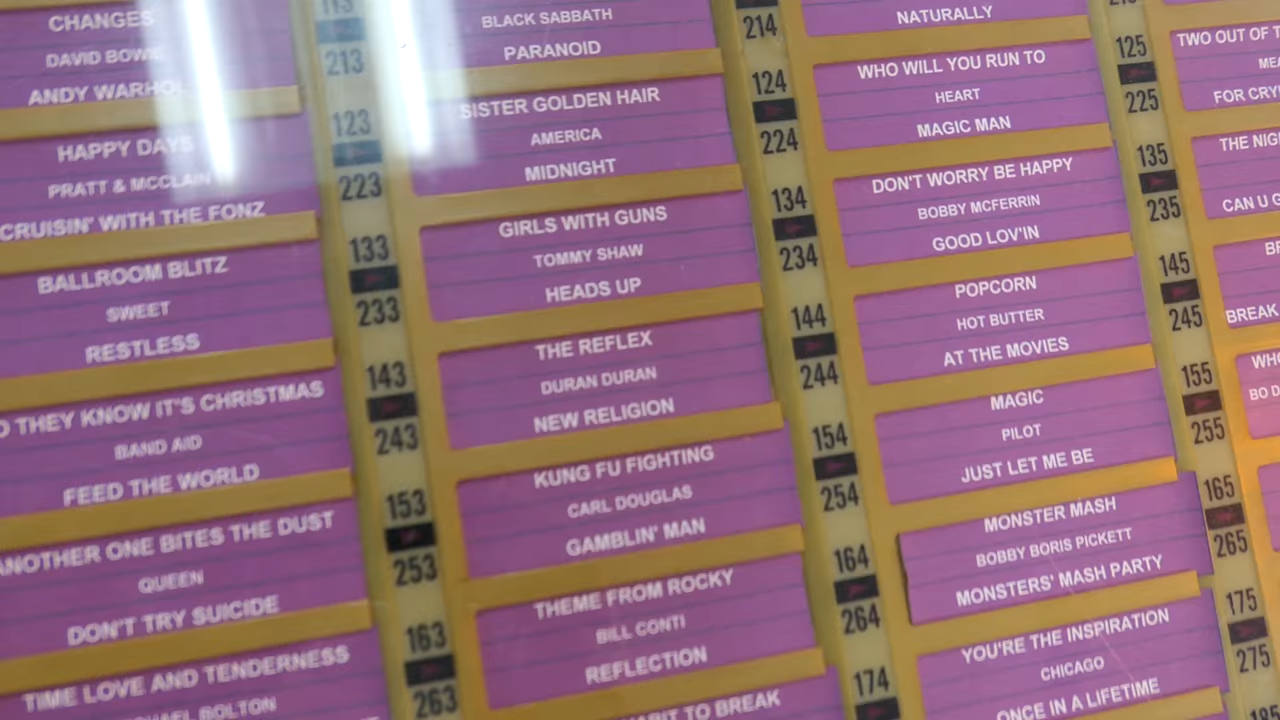 CHANGES
DAVID BOWIE
ANDY WARHOL
HAPPY DAYS
PRATT & MCCLAIN
CRUISIN' WITH THE FONZ
BALLROOM BLITZ
SWEET
RESTLESS
THEY KNOW IT'S CHRISTMAS
BAND AID
FEED THE WORLD
ANOTHER ONE BITES THE DUST
QUEEN
DON'T TRY SUICIDE
TIME LOVE AND TENDERNESS
BOLTON
113
213
123
223
133
233
143
243
153
253
163
263
BLACK SABBATH
PARANOID
SISTER GOLDEN HAIR
AMERICA
MIDNIGHT
GIRLS WITH GUNS
TOMMY SHAW
HEADS UP
THE REFLEX
DURAN DURAN
NEW RELIGION
KUNG FU FIGHTING
CARL DOUGLAS
GAMBLIN' MAN
THEME FROM ROCKY
BILL CONTI
REFLECTION
TO BREAK
214
124
224
134
234
144
244
154
254
164
264
174
NATURALLY
WHO WILL YOU RUN TO
HEART
MAGIC MAN
DON'T WORRY BE HAPPY
BOBBY MCFERRIN
GOOD LOV'IN
POPCORN
HOT BUTTER
AT THE MOVIES
MAGIC
PILOT
JUST LET ME BE
MONSTER MASH
BOBBY BORIS PICKETT
MONSTERS' MASH PARTY
YOU'RE THE INSPIRATION
CHICAGO
ONCE IN A LIFETIME
125
225
135
235
145
245
155
255
165
265
175
275
TWO OUT OF
FOR
THE
CAN U
BREAK
BO